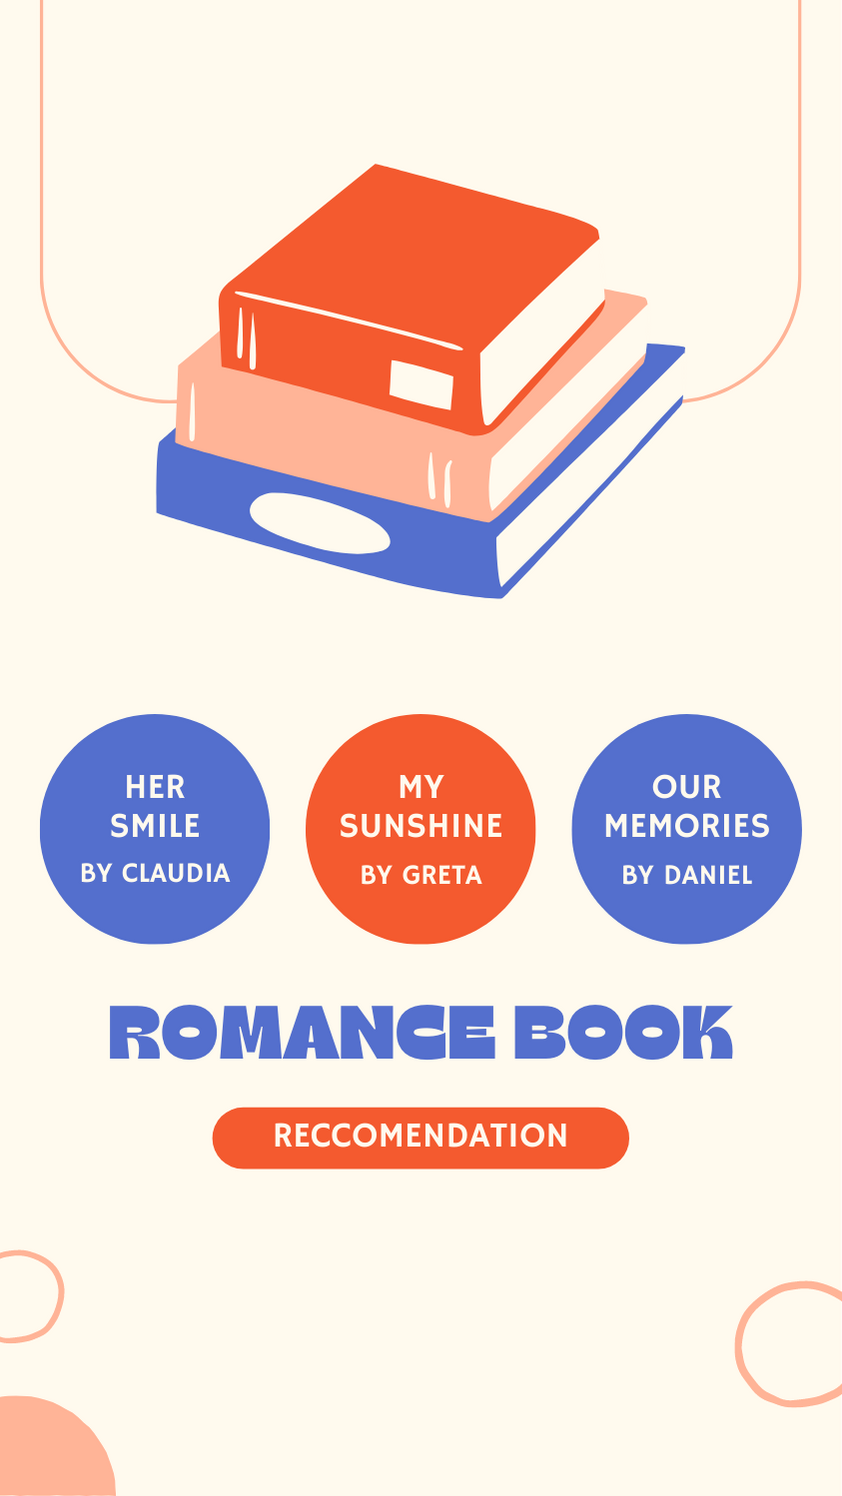 HER
SMILE
BY CLAUDIA
MY
SUNSHINE
BY GRETA
OUR
MEMORIES
BY DANIEL
ROMANCE BOOK
RECCOMENDATION